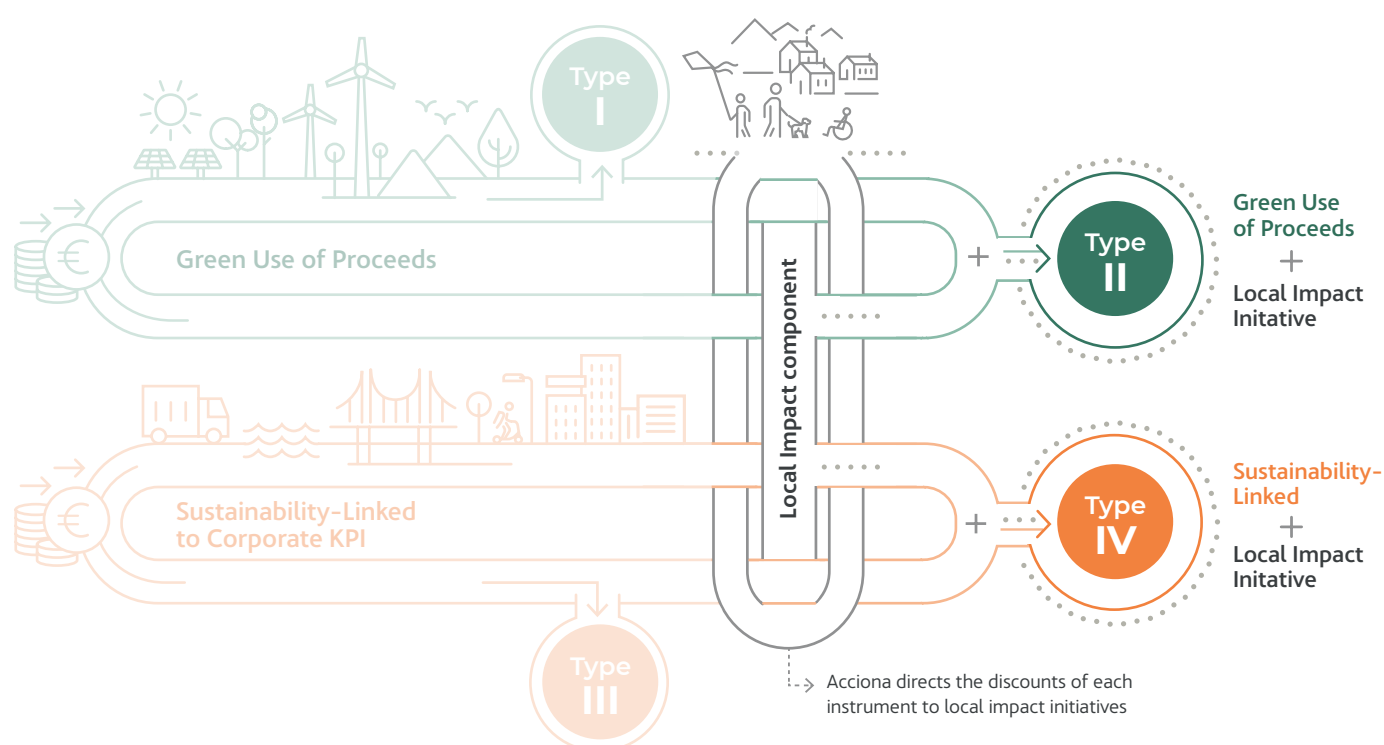 Type
I
Green Use of Proceeds
€
+
Type
II
Green Use
of Proceeds
+
Local Impact
Initative
Local Impact component
Sustainability-Linked
to Corporate KPI
€
+
Type
IV
Sustainability-
Linked
+
Local Impact
Initative
Type
III
Acciona directs the discounts of each
instrument to local impact initiatives